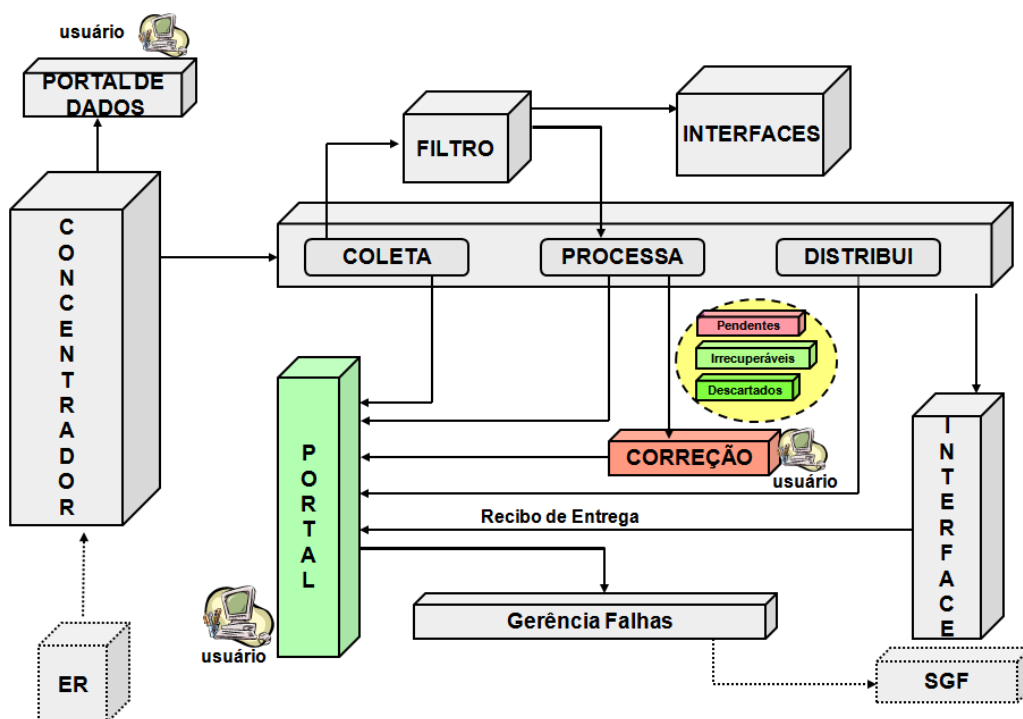 usuário
PORTAL DE
DADOS
FILTRO
INTERFACES
CONCENTRADOR
COLETA
PROCESSA
DISTRIBUI
Pendentes
Irrecuperáveis
Descartados
PORTAL
CORREÇÃO
usuário
INTERFACE
Recibo de Entrega
Gerência Falhas
usuário
ER
SGF